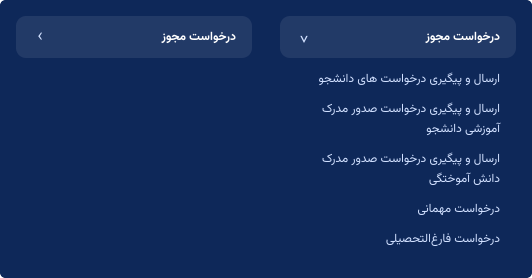 درخواست مجوز
ارسال و پیگیری درخواست های دانشجو
ارسال و پیگیری درخواست صدور مدرک
آموزشی دانشجو
ارسال و پیگیری درخواست صدور مدرک
دانش آموختگی
درخواست مهمانی
درخواست فارغ‌التحصیلی
درخواست مجوز